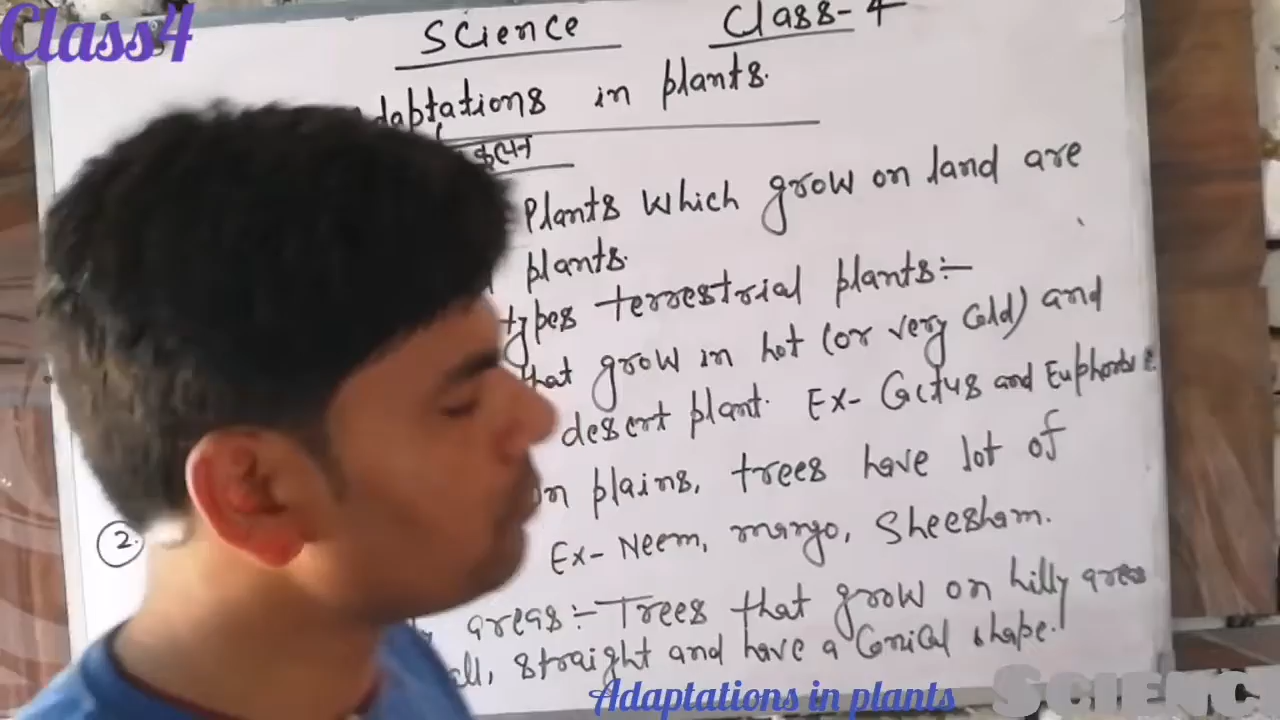 Class4
Science Class-4
daptations in plants.
Plants which grow on land are
plants.
types terrestrial plants:-
that grow in hot (or very Cold) and
desert plant. Ex- Cactus and
on plains, trees have lot of
2. Ex- Neem, mango, Sheesham.
areas:- Trees that grow on hilly areas
all, straight and have a Conical shape.
Adaptations in plants
SCIENC